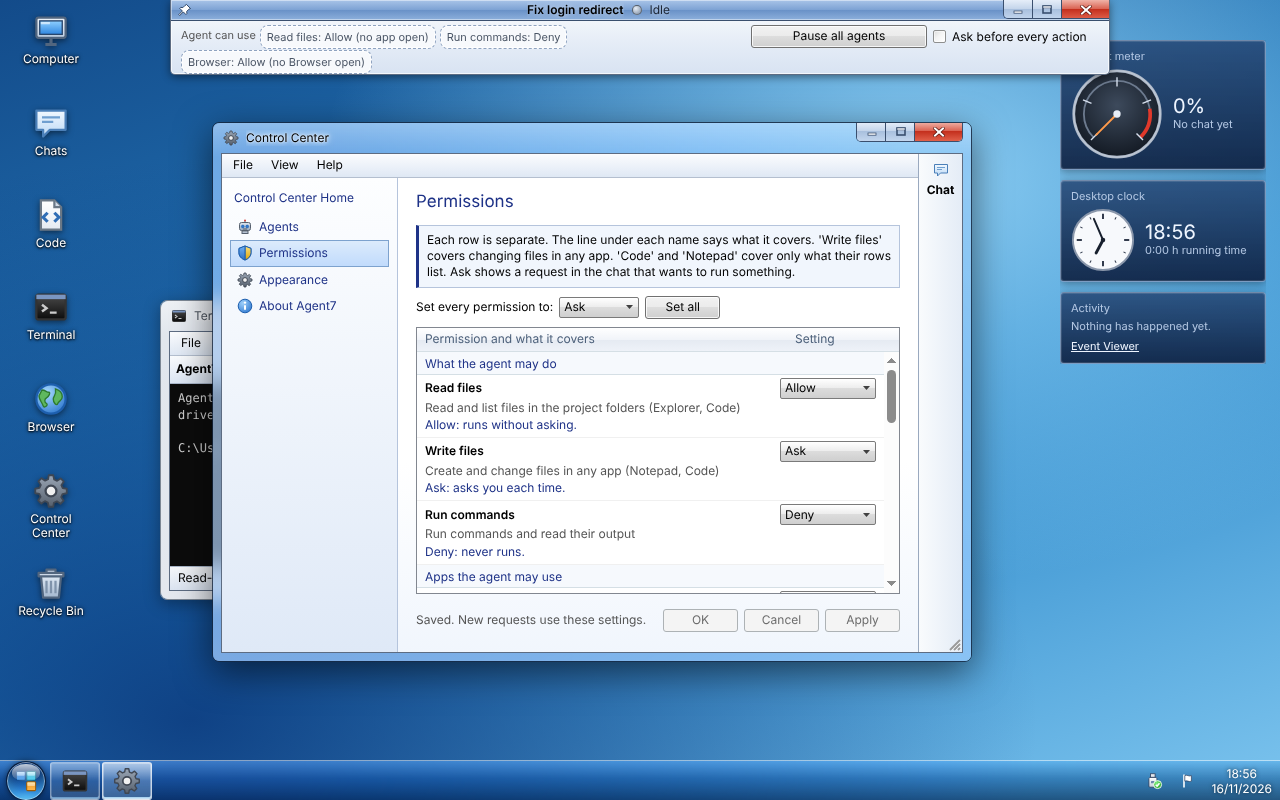 Fix login redirect
Idle
Agent can use
Read files: Allow (no app open)
Run commands: Deny
Browser: Allow (no Browser open)
Pause all agents
Ask before every action
Computer
Chats
Code
Terminal
Browser
Control
Center
Recycle Bin
meter
0%
No chat yet
Desktop clock
18:56
0:00 h running time
Activity
Nothing has happened yet.
Event Viewer
File
Read-
Control Center
File View Help
Chat
Control Center Home
Agents
Permissions
Appearance
About Agent7
Permissions
Each row is separate. The line under each name says what it covers. 'Write files'
covers changing files in any app. 'Code' and 'Notepad' cover only what their rows
list. Ask shows a request in the chat that wants to run something.
Set every permission to: Ask Set all
Permission and what it covers Setting
What the agent may do
Read files Allow
Read and list files in the project folders (Explorer, Code)
Allow: runs without asking.
Write files Ask
Create and change files in any app (Notepad, Code)
Ask: asks you each time.
Run commands Deny
Run commands and read their output
Deny: never runs.
Apps the agent may use
Saved. New requests use these settings. OK Cancel Apply
18:56
16/11/2026